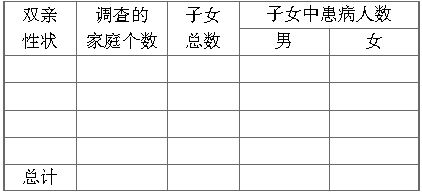 双亲 调查的 子女 子女中患病人数
性状 家庭个数 总数 男 女
总计